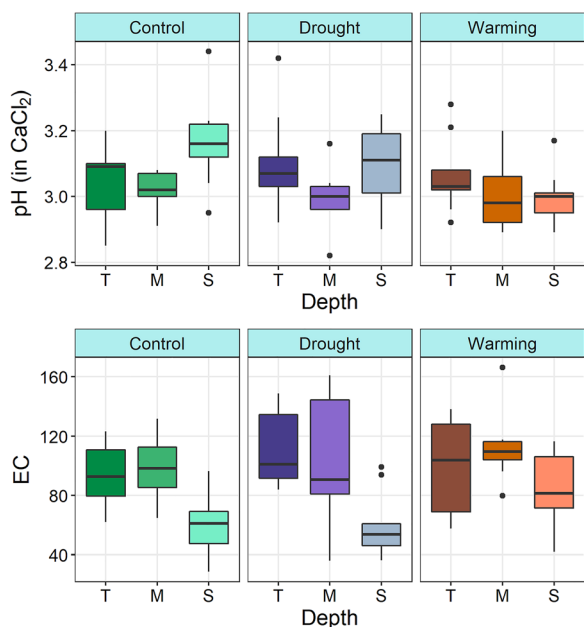 Control Drought Warming
pH (in CaCl₂)
3.4
3.2
3.0
2.8
T M S T M S T M S
Depth
Control Drought Warming
EC
160
120
80
40
T M S T M S T M S
Depth